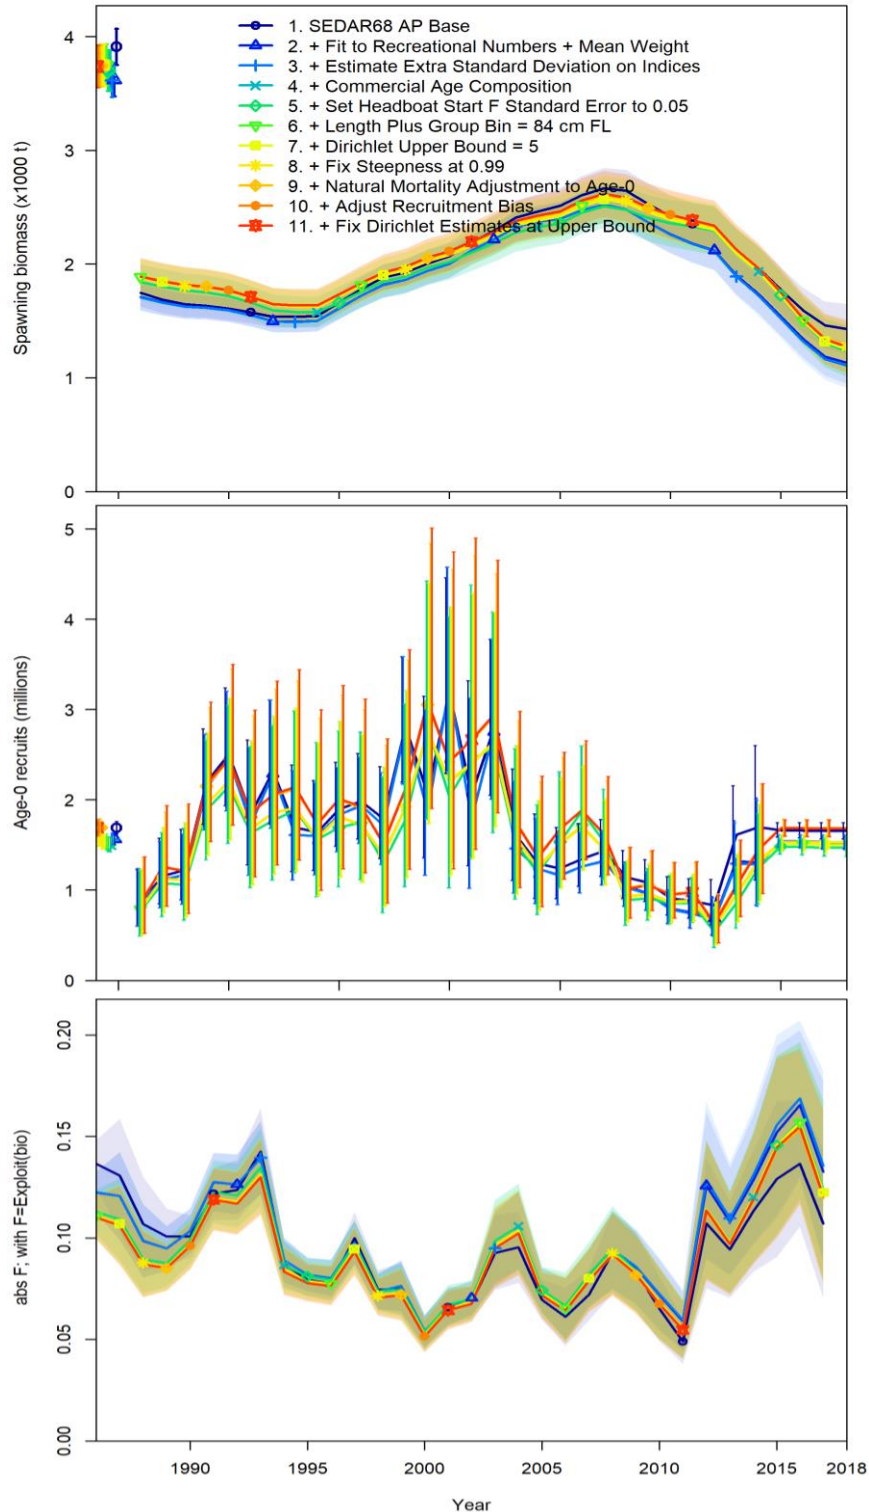 1. SEDAR68 AP Base
2. + Fit to Recreational Numbers + Mean Weight
3. + Estimate Extra Standard Deviation on Indices
4. + Commercial Age Composition
5. + Set Headboat Start F Standard Error to 0.05
6. + Length Plus Group Bin = 84 cm FL
7. + Dirichlet Upper Bound = 5
8. + Fix Steepness at 0.99
9. + Natural Mortality Adjustment to Age-0
10. + Adjust Recruitment Bias
11. + Fix Dirichlet Estimates at Upper Bound
Spawning biomass (x1000 t)
4
3
2
1
0
Age-0 recruits (millions)
5
4
3
2
1
0
abs F; with F=Exploit(bio)
0.20
0.15
0.10
0.05
0.00
1990 1995 2000 2005 2010 2015 2018
Year